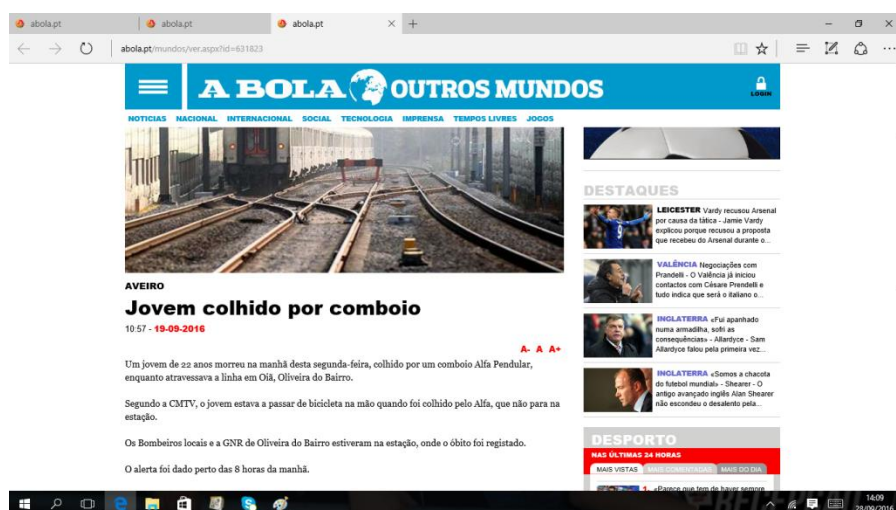 abola.pt
abola.pt
abola.pt
abola.pt/mundos/ver.aspx?id=631823
A BOLA OUTROS MUNDOS
LOGIN
NOTICIAS NACIONAL INTERNACIONAL SOCIAL TECNOLOGIA IMPRENSA TEMPOS LIVRES JOGOS
AVEIRO
Jovem colhido por comboio
10:57 - 19-09-2016
A- A A+
Um jovem de 22 anos morreu na manhã desta segunda-feira, colhido por um comboio Alfa Pendular,
enquanto atravessava a linha em Oiã, Oliveira do Bairro.
Segundo a CMTV, o jovem estava a passar de bicicleta na mão quando foi colhido pelo Alfa, que não para na
estação.
Os Bombeiros locais e a GNR de Oliveira do Bairro estiveram na estação, onde o óbito foi registado.
O alerta foi dado perto das 8 horas da manhã.
DESTAQUES
LEICESTER Vardy recusou Arsenal
por causa da tática - Jamie Vardy
explicou porque recusou a proposta
que recebeu do Arsenal durante o...
VALÊNCIA Negociações com
Prandelli - O Valência já iniciou
contactos com Césare Prendelli e
tudo indica que será o italiano o...
INGLATERRA «Fui apanhado
numa armadilha, sofri as
consequências» - Allardyce - Sam
Allardyce falou pela primeira vez...
INGLATERRA «Somos a chacota
do futebol mundial» - Shearer - O
antigo avançado inglês Alan Shearer
não escondeu o desalento pela...
DESPORTO
NAS ÚLTIMAS 24 HORAS
MAIS VISTAS MAIS COMENTADAS MAIS DO DIA
1- «Parece que tem de haver sempre
14:09
28/09/2016